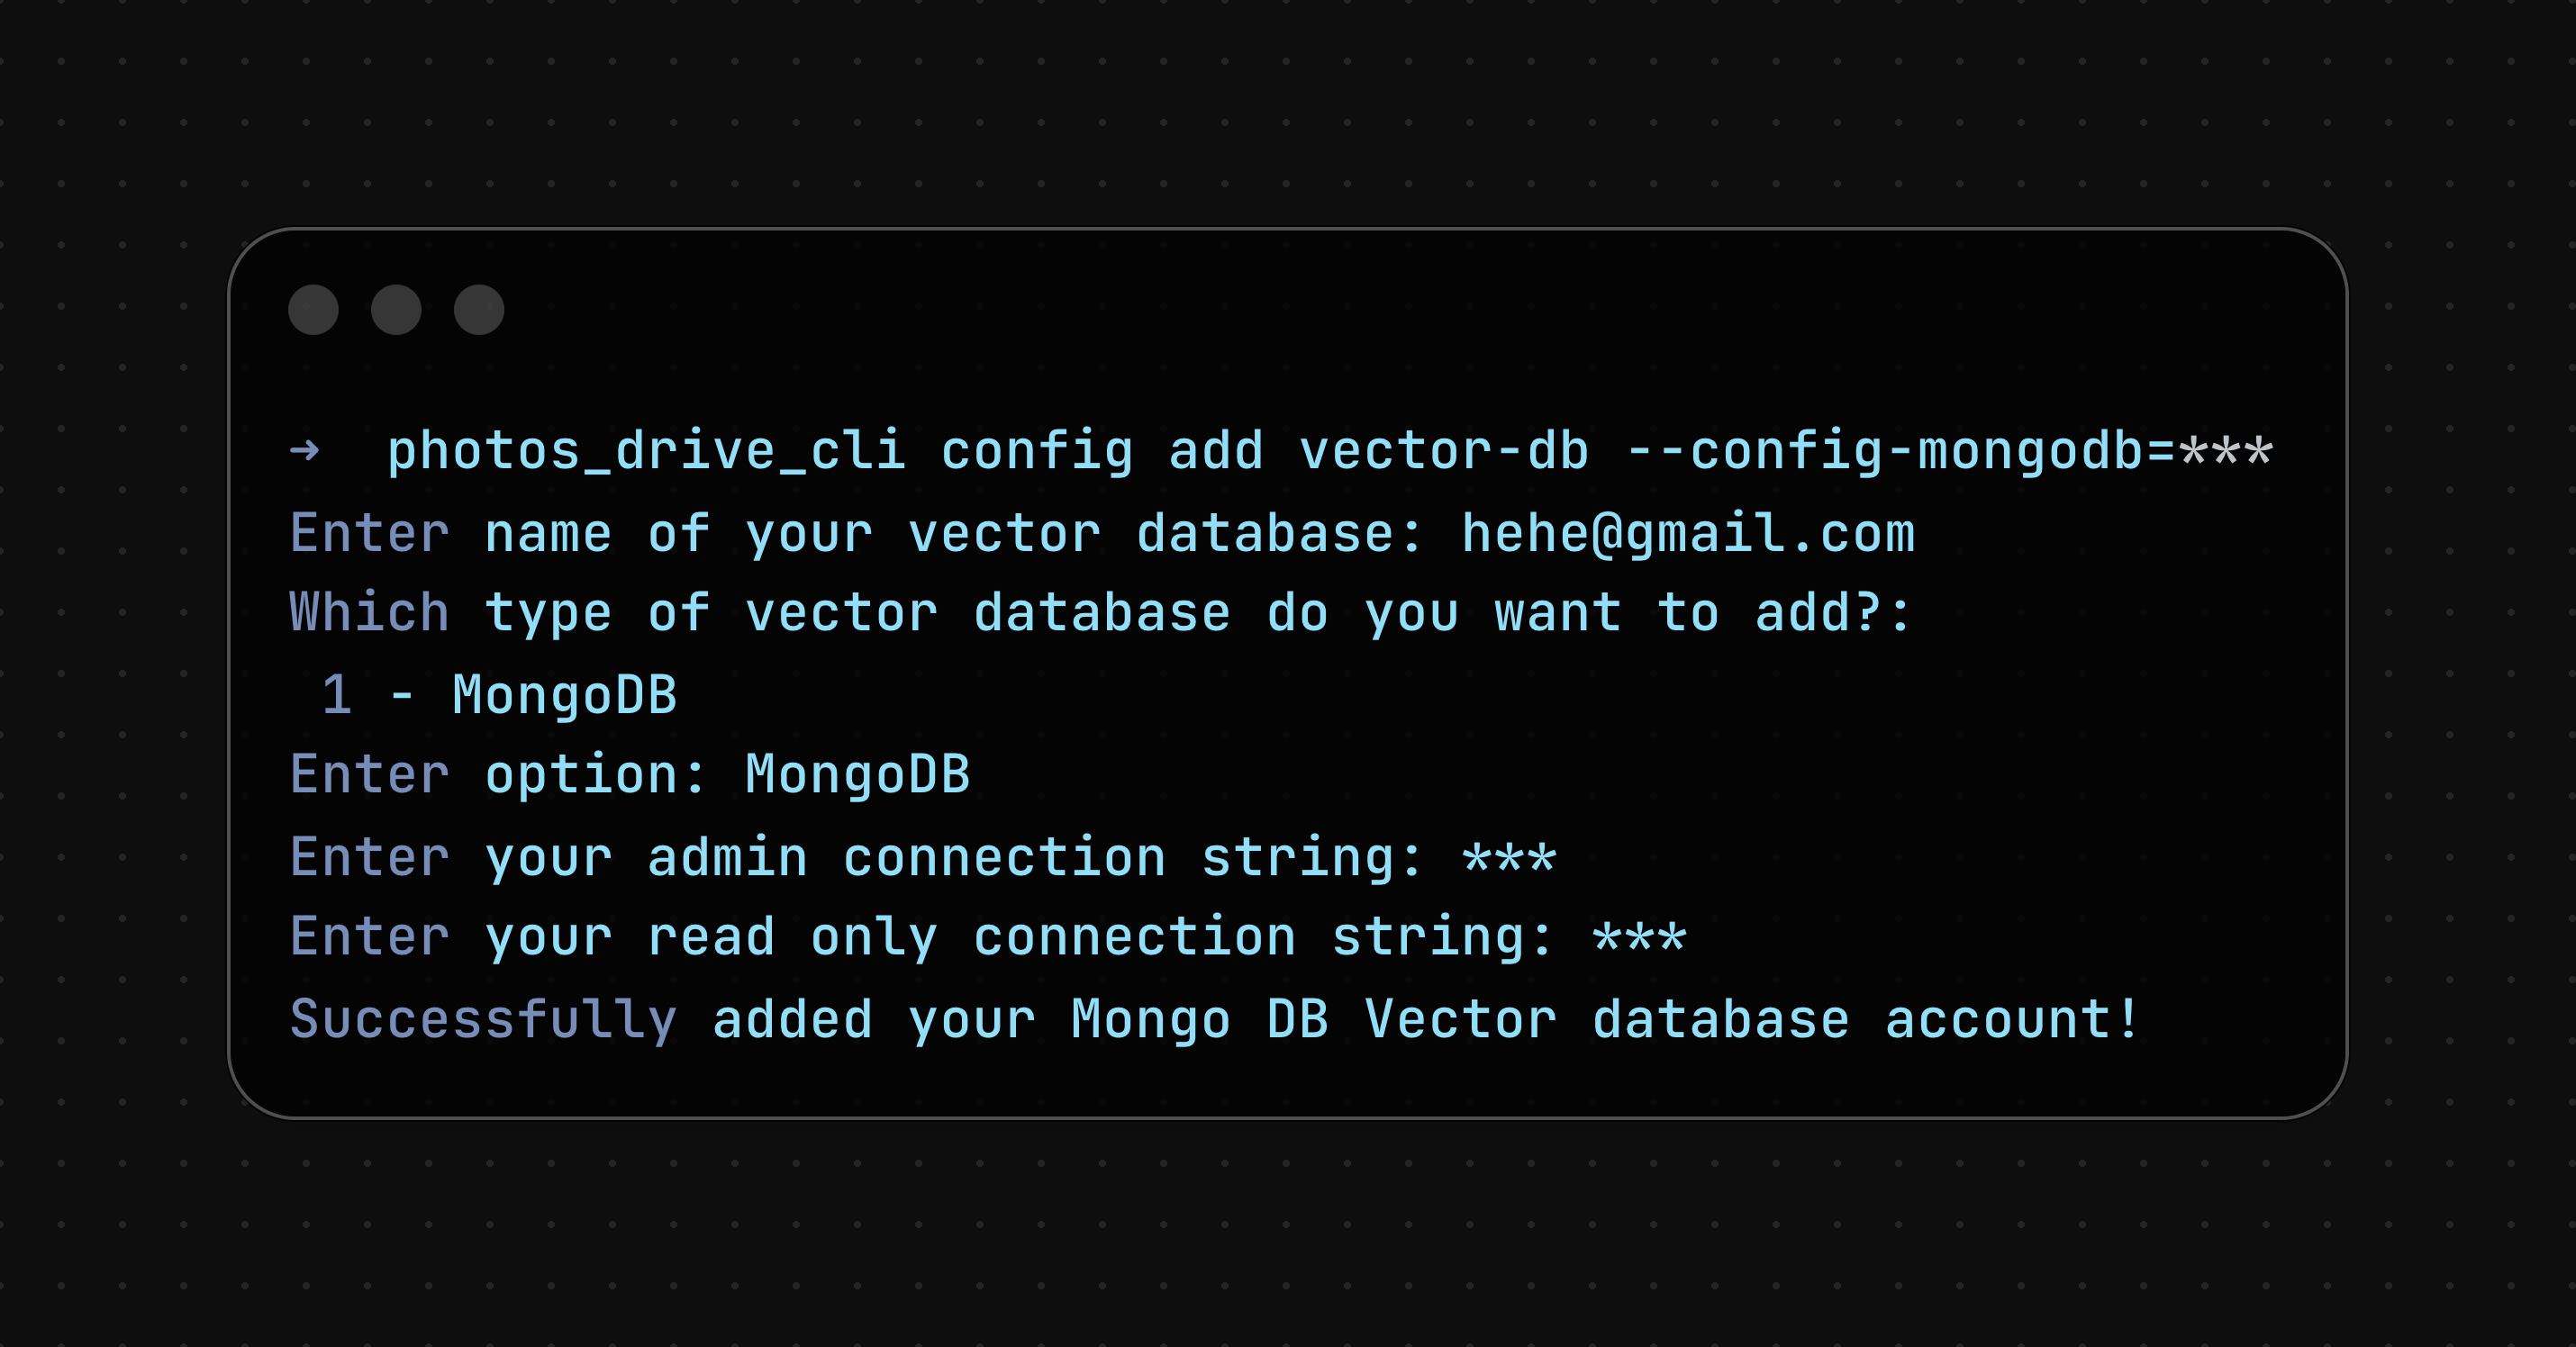 →  photos_drive_cli config add vector-db --config-mongodb=***
Enter name of your vector database: hehe@gmail.com
Which type of vector database do you want to add?:
 1 - MongoDB
Enter option: MongoDB
Enter your admin connection string: ***
Enter your read only connection string: ***
Successfully added your Mongo DB Vector database account!